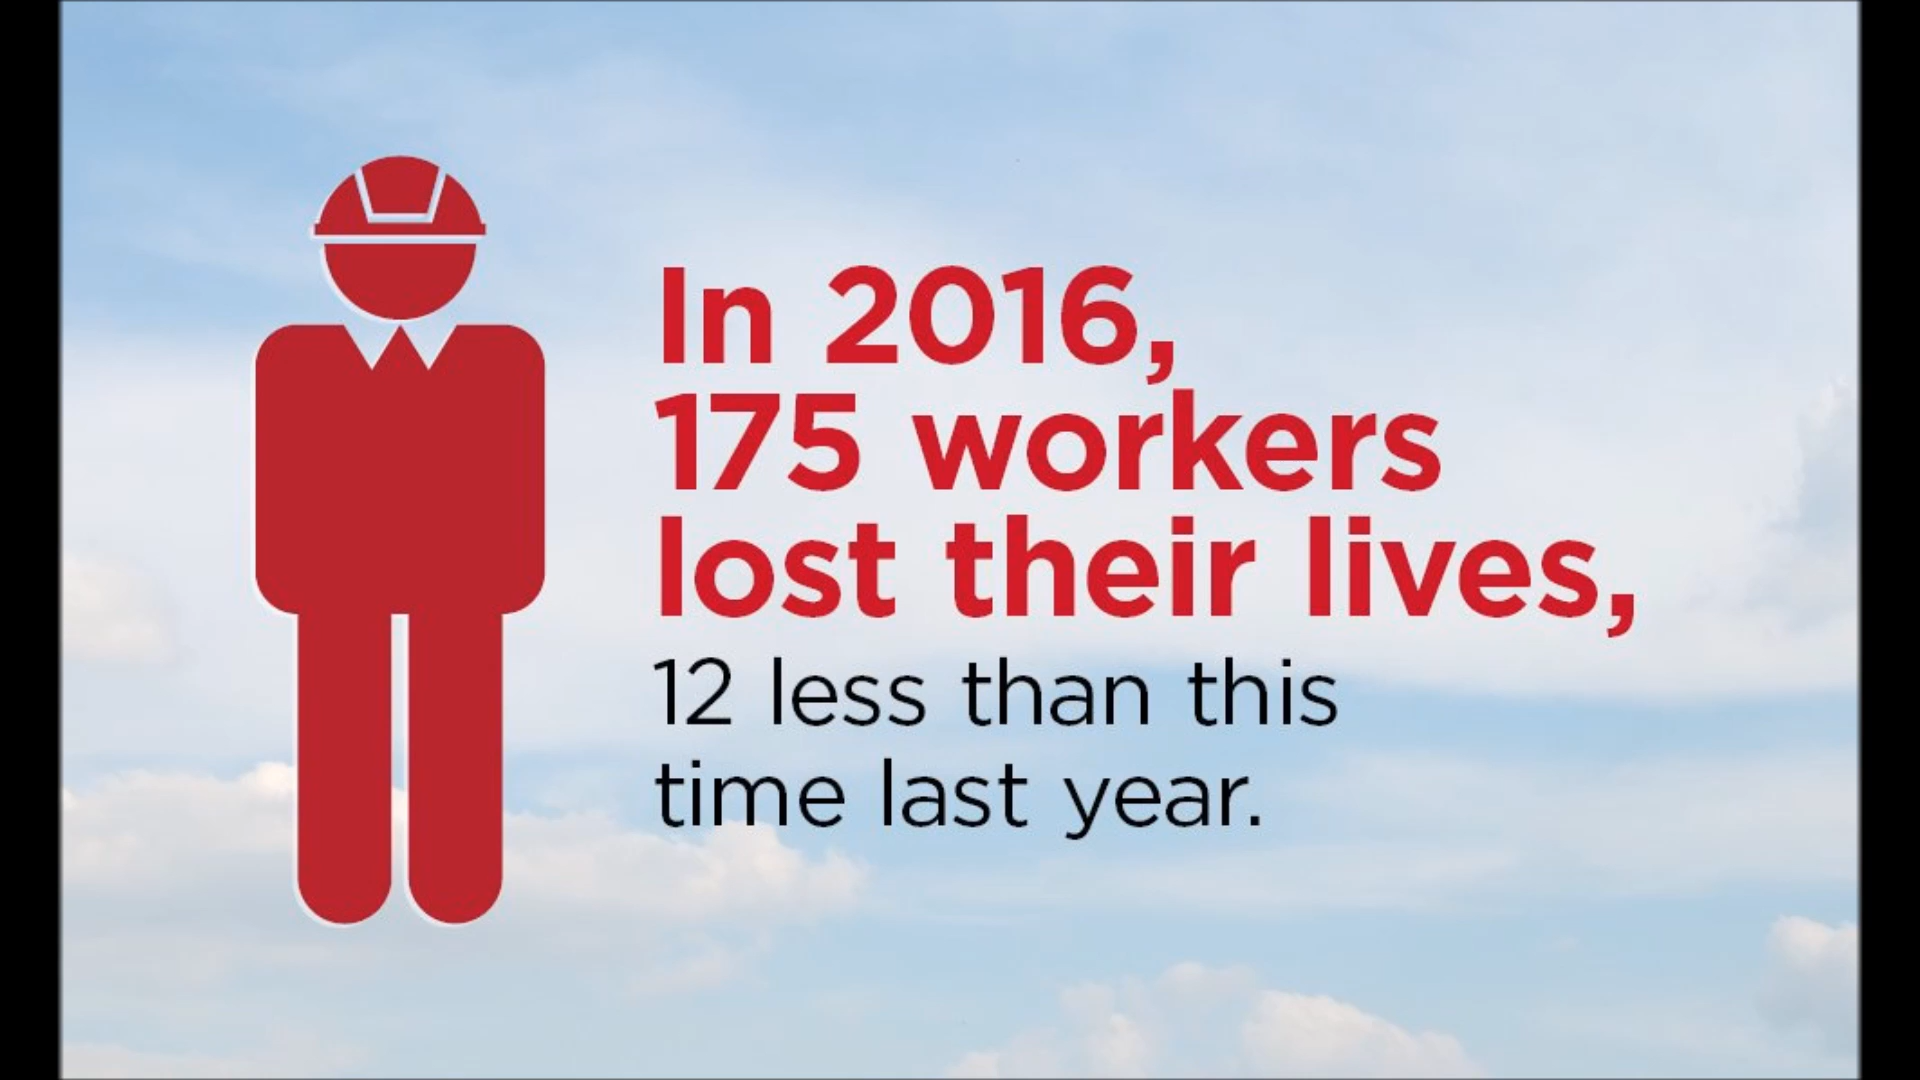 In 2016,
175 workers
lost their lives,
12 less than this
time last year.